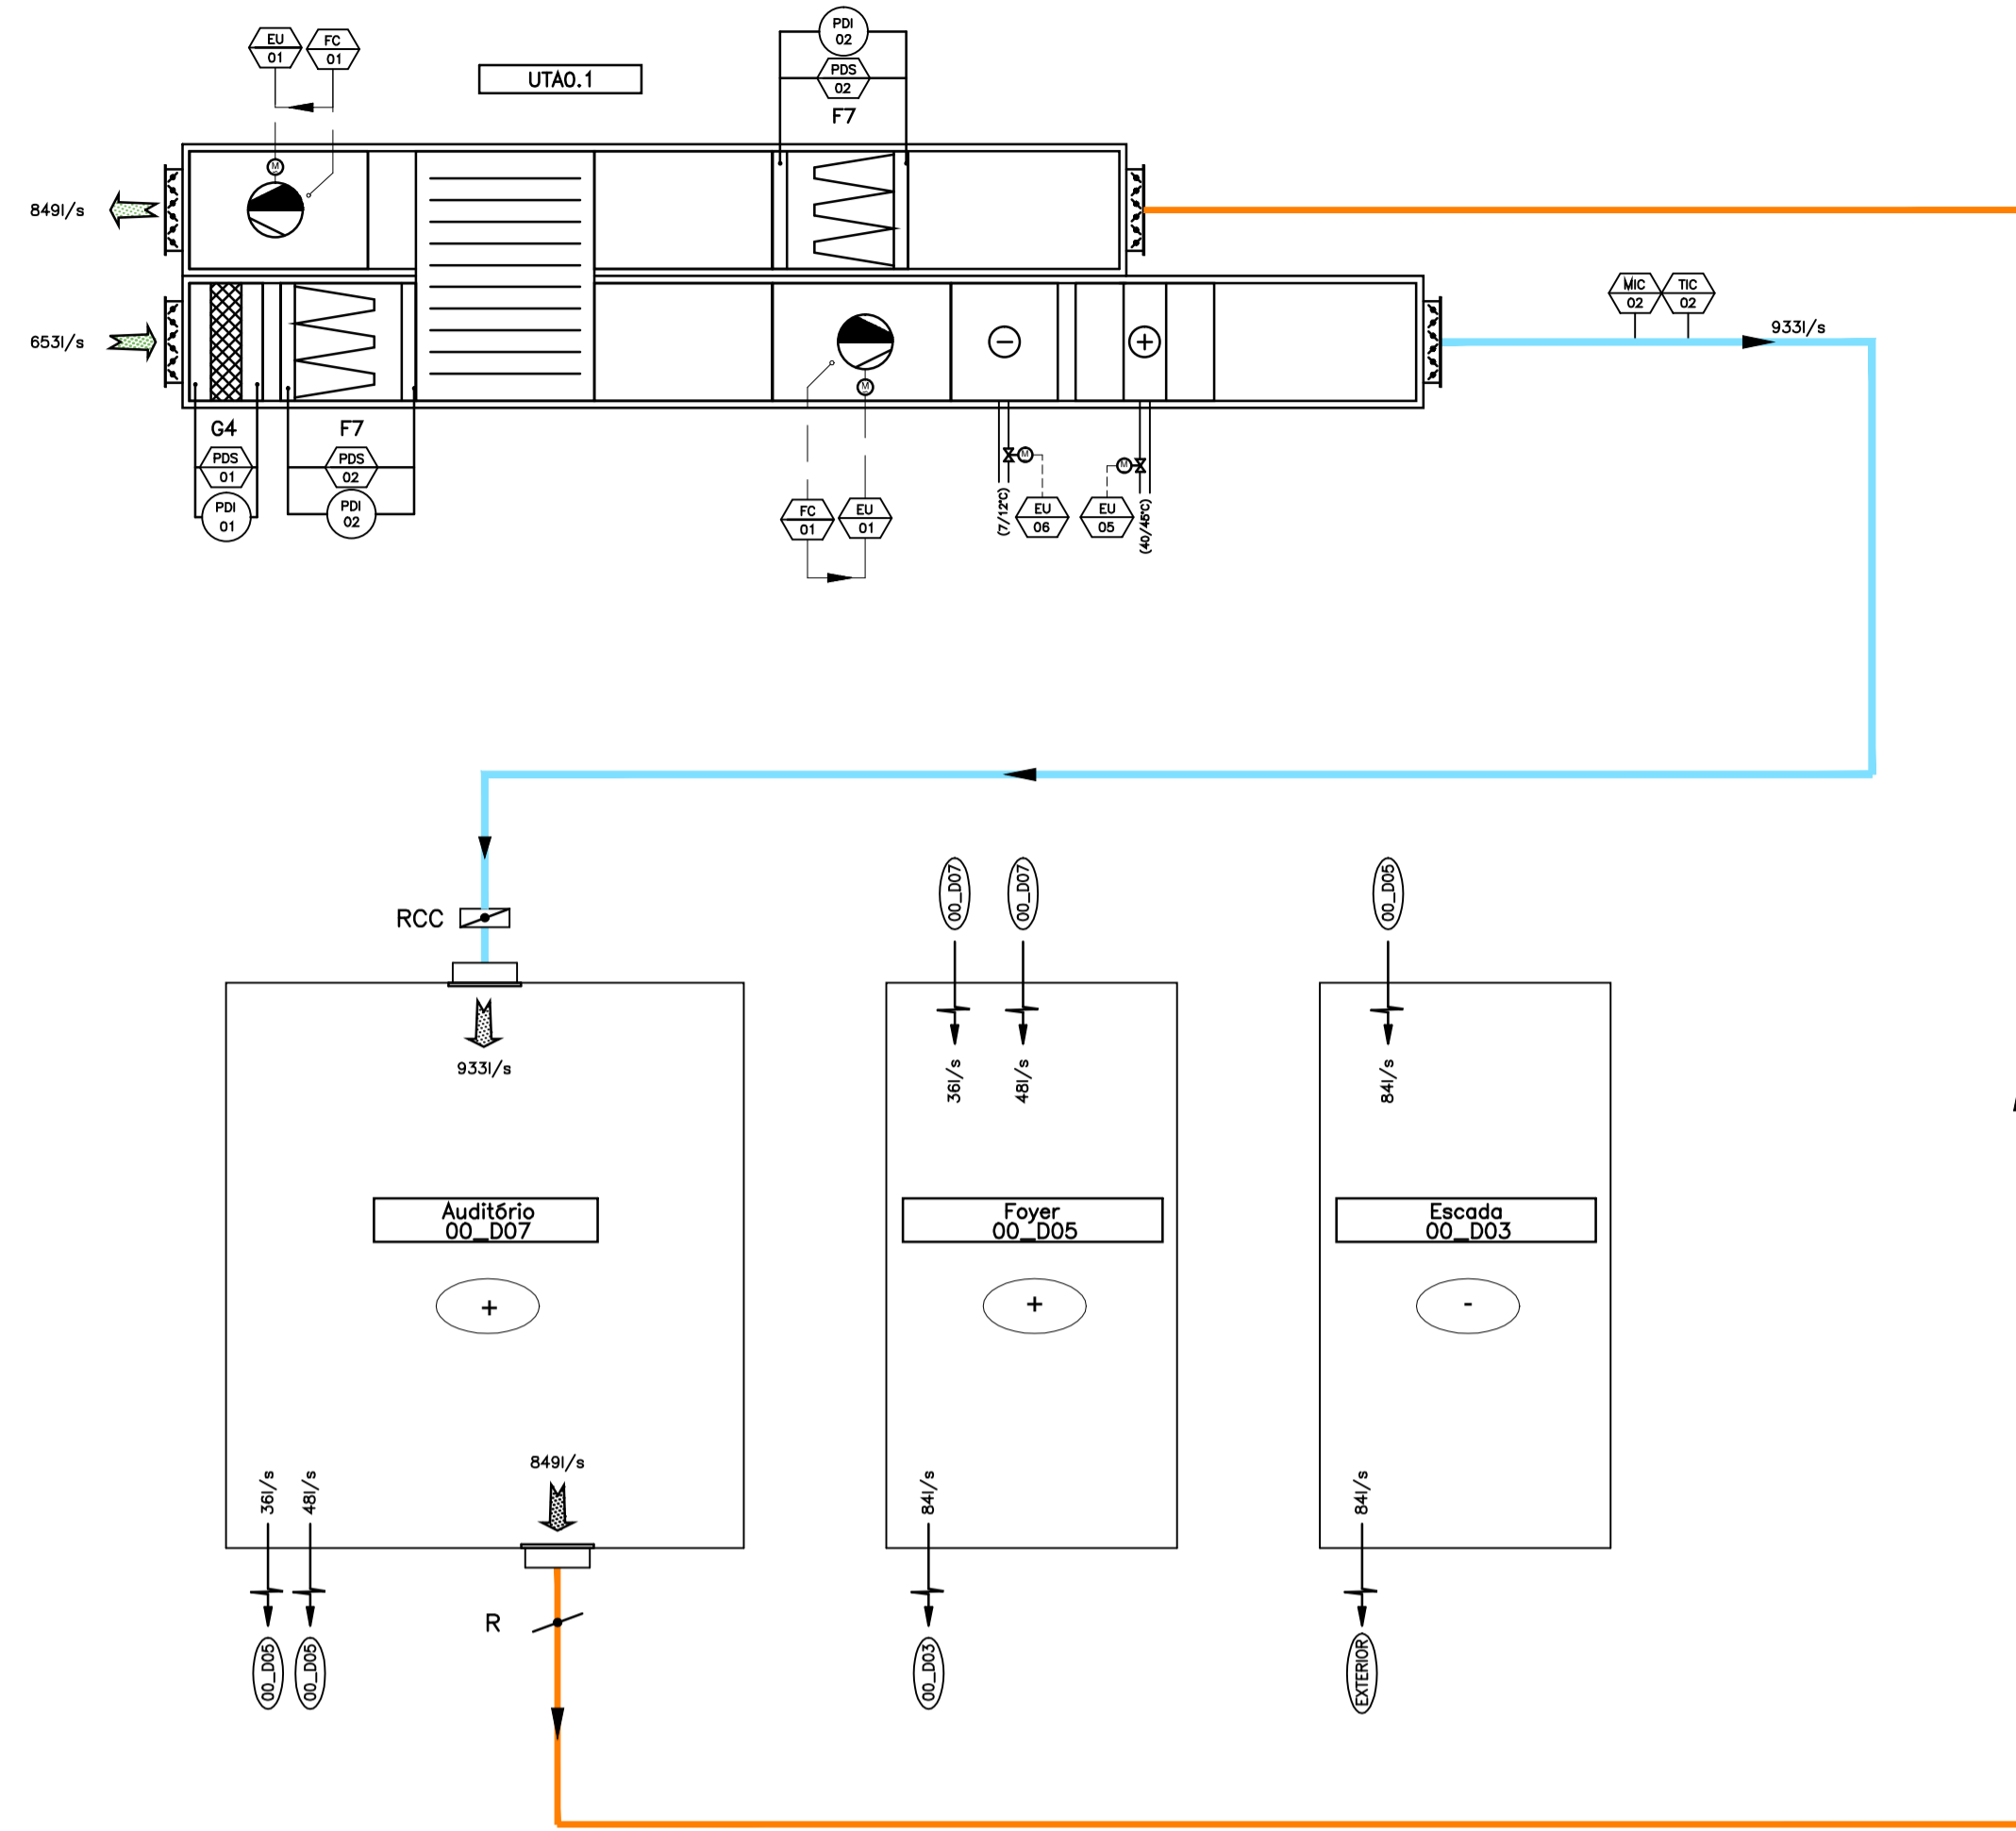 PDI
02
EU
01
FC
01
UTA0.1
PDS
02
F7
849l/s
653l/s
MIC
02
TIC
02
933l/s
G4
F7
PDS
01
PDS
02
PDI
01
PDI
02
FC
01
EU
01
(7/12°C)
EU
06
EU
05
(40/45°C)
M
M
M
M
00_D07
00_D07
00_D05
RCC
933l/s
36l/s
48l/s
84l/s
Auditório
00_D07
Foyer
00_D05
Escada
00_D03
+
+
-
849l/s
36l/s
48l/s
84l/s
84l/s
R
00_D05
00_D05
00_D03
EXTERIOR